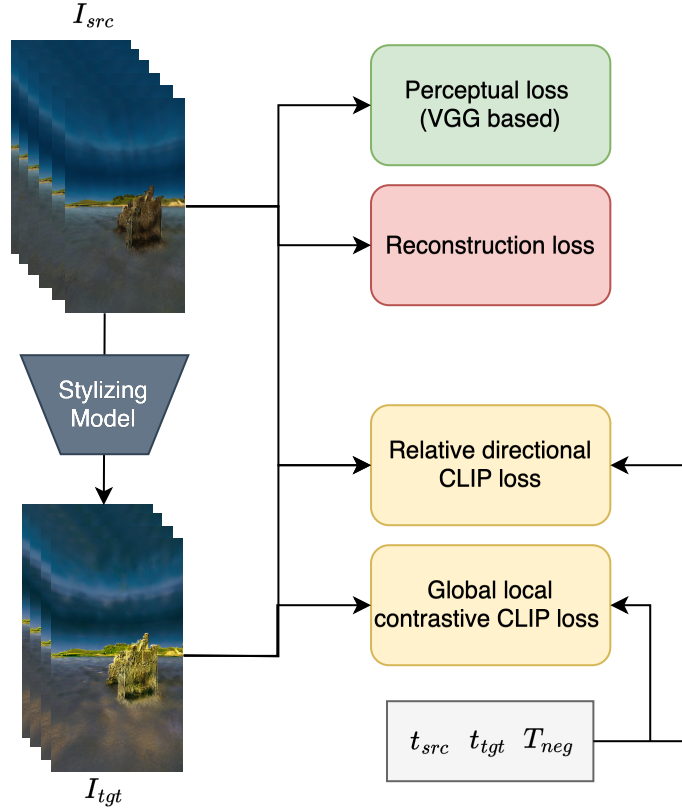 I_src
Perceptual loss
(VGG based)
Reconstruction loss
Stylizing
Model
Relative directional
CLIP loss
Global local
contrastive CLIP loss
t_src t_tgt T_neg
I_tgt